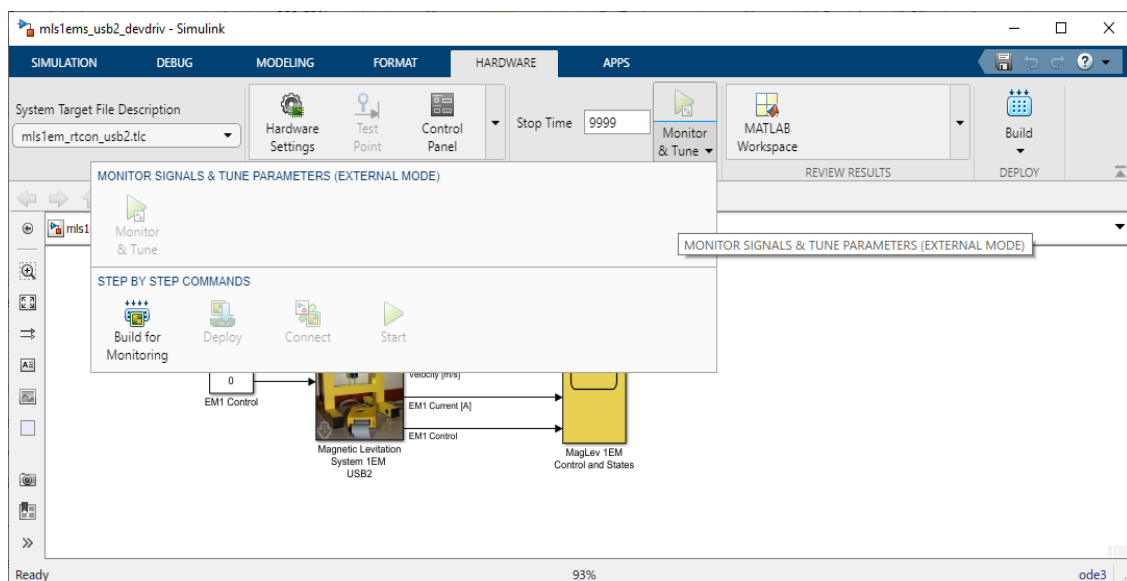 mls1ems_usb2_devdriv - Simulink
SIMULATION DEBUG MODELING FORMAT HARDWARE APPS
System Target File Description
mls1em_rtcon_usb2.tlc
Hardware
Settings
Test
Point
Control
Panel
Stop Time 9999
Monitor
& Tune
MATLAB
Workspace
Build
REVIEW RESULTS
DEPLOY
MONITOR SIGNALS & TUNE PARAMETERS (EXTERNAL MODE)
Monitor
& Tune
mls1
MONITOR SIGNALS & TUNE PARAMETERS (EXTERNAL MODE)
STEP BY STEP COMMANDS
Build for
Monitoring
Deploy
Connect
Start
Velocity [m/s]
0
EM1 Control
EM1 Current [A]
EM1 Control
Magnetic Levitation
System 1EM
USB2
MagLev 1EM
Control and States
Ready 93% ode3